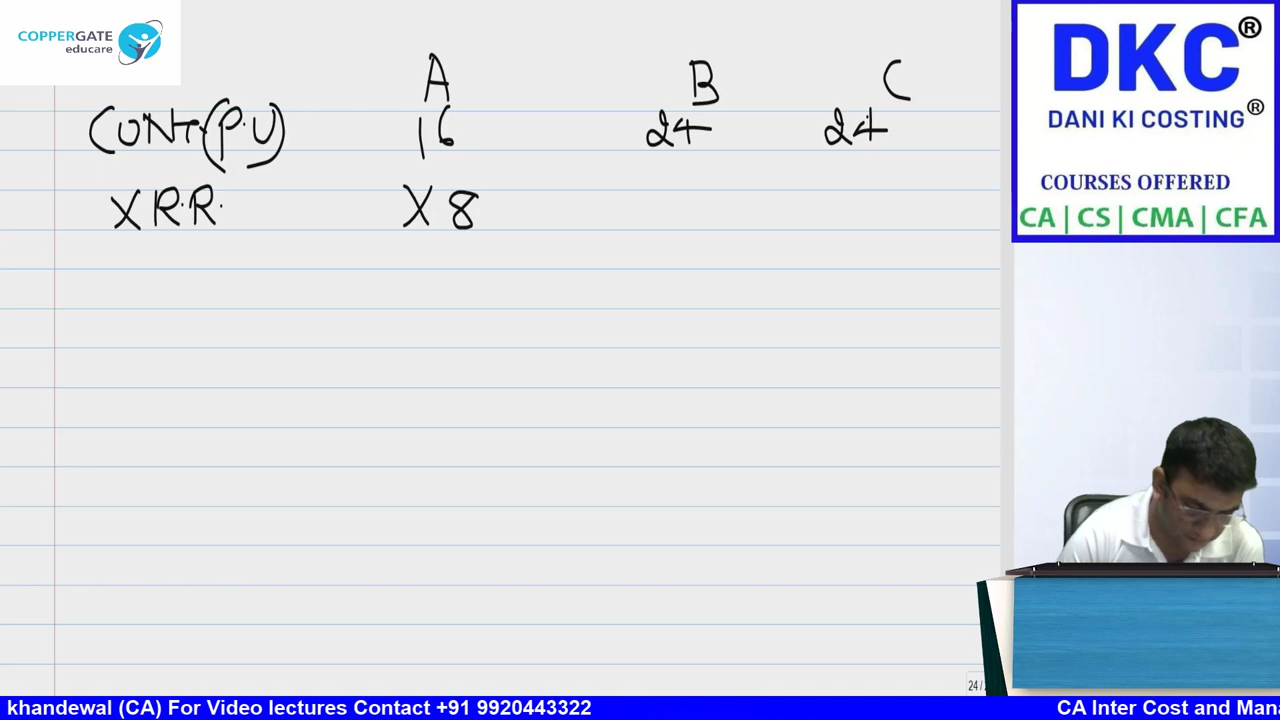 COPPERGATE
educare
A B C
CONT.(P.U) 16 24 24
X R.R. X 8
DKC®
DANI KI COSTING®
COURSES OFFERED
CA | CS | CMA | CFA
24/
khandewal (CA) For Video lectures Contact +91 9920443322
CA Inter Cost and Man